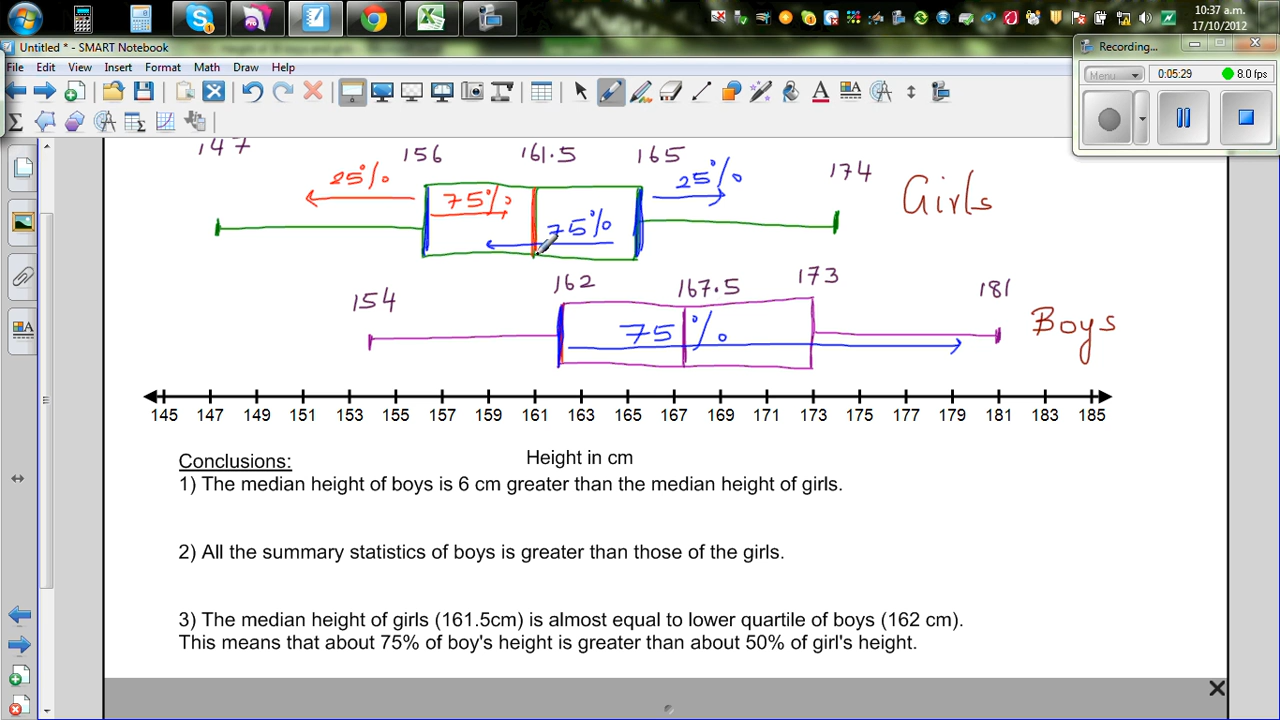 10:37 a.m.
17/10/2012
Untitled * - SMART Notebook
Recording...
File Edit View Insert Format Math Draw Help
Menu
0:05:29
8.0 fps
147
156
161.5
165
174
25%
75%
25%
75%
Girls
154
162
167.5
173
181
75%
Boys
145 147 149 151 153 155 157 159 161 163 165 167 169 171 173 175 177 179 181 183 185
Height in cm
Conclusions:
1) The median height of boys is 6 cm greater than the median height of girls.
2) All the summary statistics of boys is greater than those of the girls.
3) The median height of girls (161.5cm) is almost equal to lower quartile of boys (162 cm).
This means that about 75% of boy's height is greater than about 50% of girl's height.